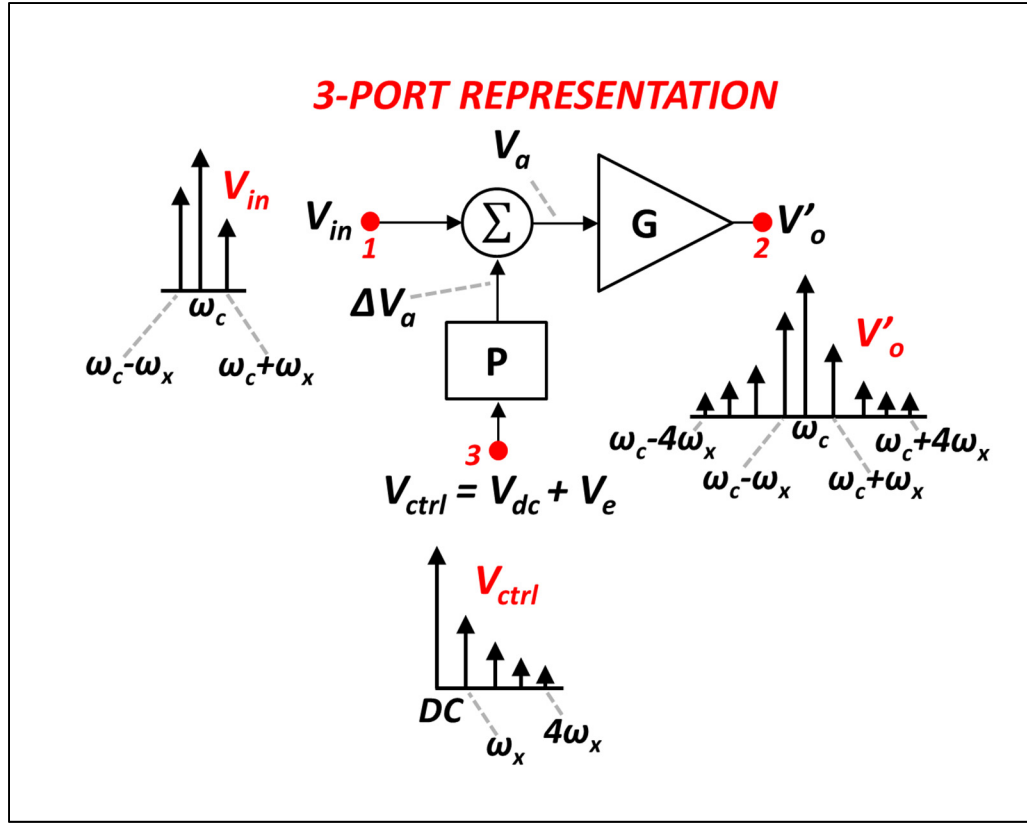 3-PORT REPRESENTATION
V_a
V_in
V_in
1
Σ
G
2
V'_o
ω_c
ΔV_a
ω_c-ω_x
ω_c+ω_x
P
V'_o
3
ω_c-4ω_x
ω_c
ω_c+4ω_x
ω_c-ω_x
ω_c+ω_x
V_ctrl = V_dc + V_e
V_ctrl
DC
ω_x
4ω_x